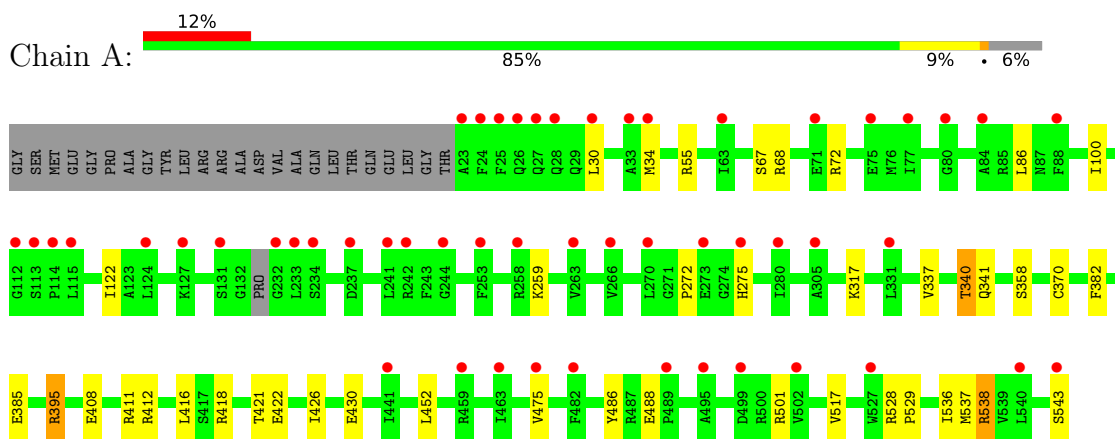 12%
Chain A:
85% 9% • 6%
GLY SER MET GLU GLY PRO ALA GLY TYR LEU ARG ARG ALA ASP VAL ALA GLN LEU THR GLN GLU LEU GLY THR A23 F24 F25 Q26 Q27 Q28 Q29 L30 A33 M34 R55 I63 S67 R68 E71 R72 E75 M76 I77 G80 A84 R85 L86 N87 F88 I100
G112 S113 P114 L115 I122 A123 L124 K127 S131 G132 PRO G232 L233 S234 D237 L241 R242 F243 G244 F253 R258 K259 V263 V266 L270 G271 P272 E273 G274 H275 I280 A305 K317 L331 V337 T340 Q341 S358 C370 F382
E385 R395 E408 R411 R412 L416 S417 R418 T421 E422 I426 E430 I441 L452 R459 I463 V475 F482 Y486 R487 E488 P489 A495 D499 R500 R501 V502 V517 W527 R528 P529 I536 M537 R538 V539 L540 S543